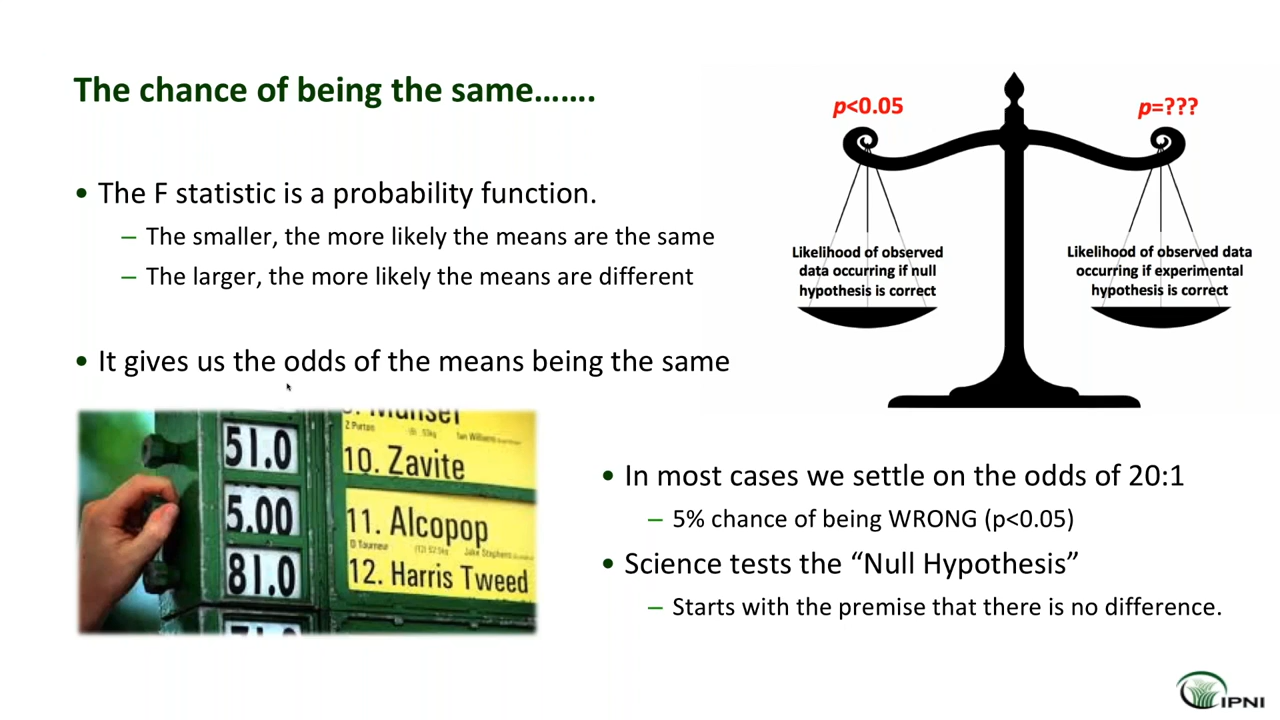 The chance of being the same.......
• The F statistic is a probability function.
– The smaller, the more likely the means are the same
– The larger, the more likely the means are different
• It gives us the odds of the means being the same
p<0.05
p=???
Likelihood of observed
data occurring if null
hypothesis is correct
Likelihood of observed data
occurring if experimental
hypothesis is correct
51.0
5.00
81.0
Z Purton
10. Zavite
11. Alcopop
D Tourneur
12. Harris Tweed
• In most cases we settle on the odds of 20:1
– 5% chance of being WRONG (p<0.05)
• Science tests the “Null Hypothesis”
– Starts with the premise that there is no difference.
IPNI